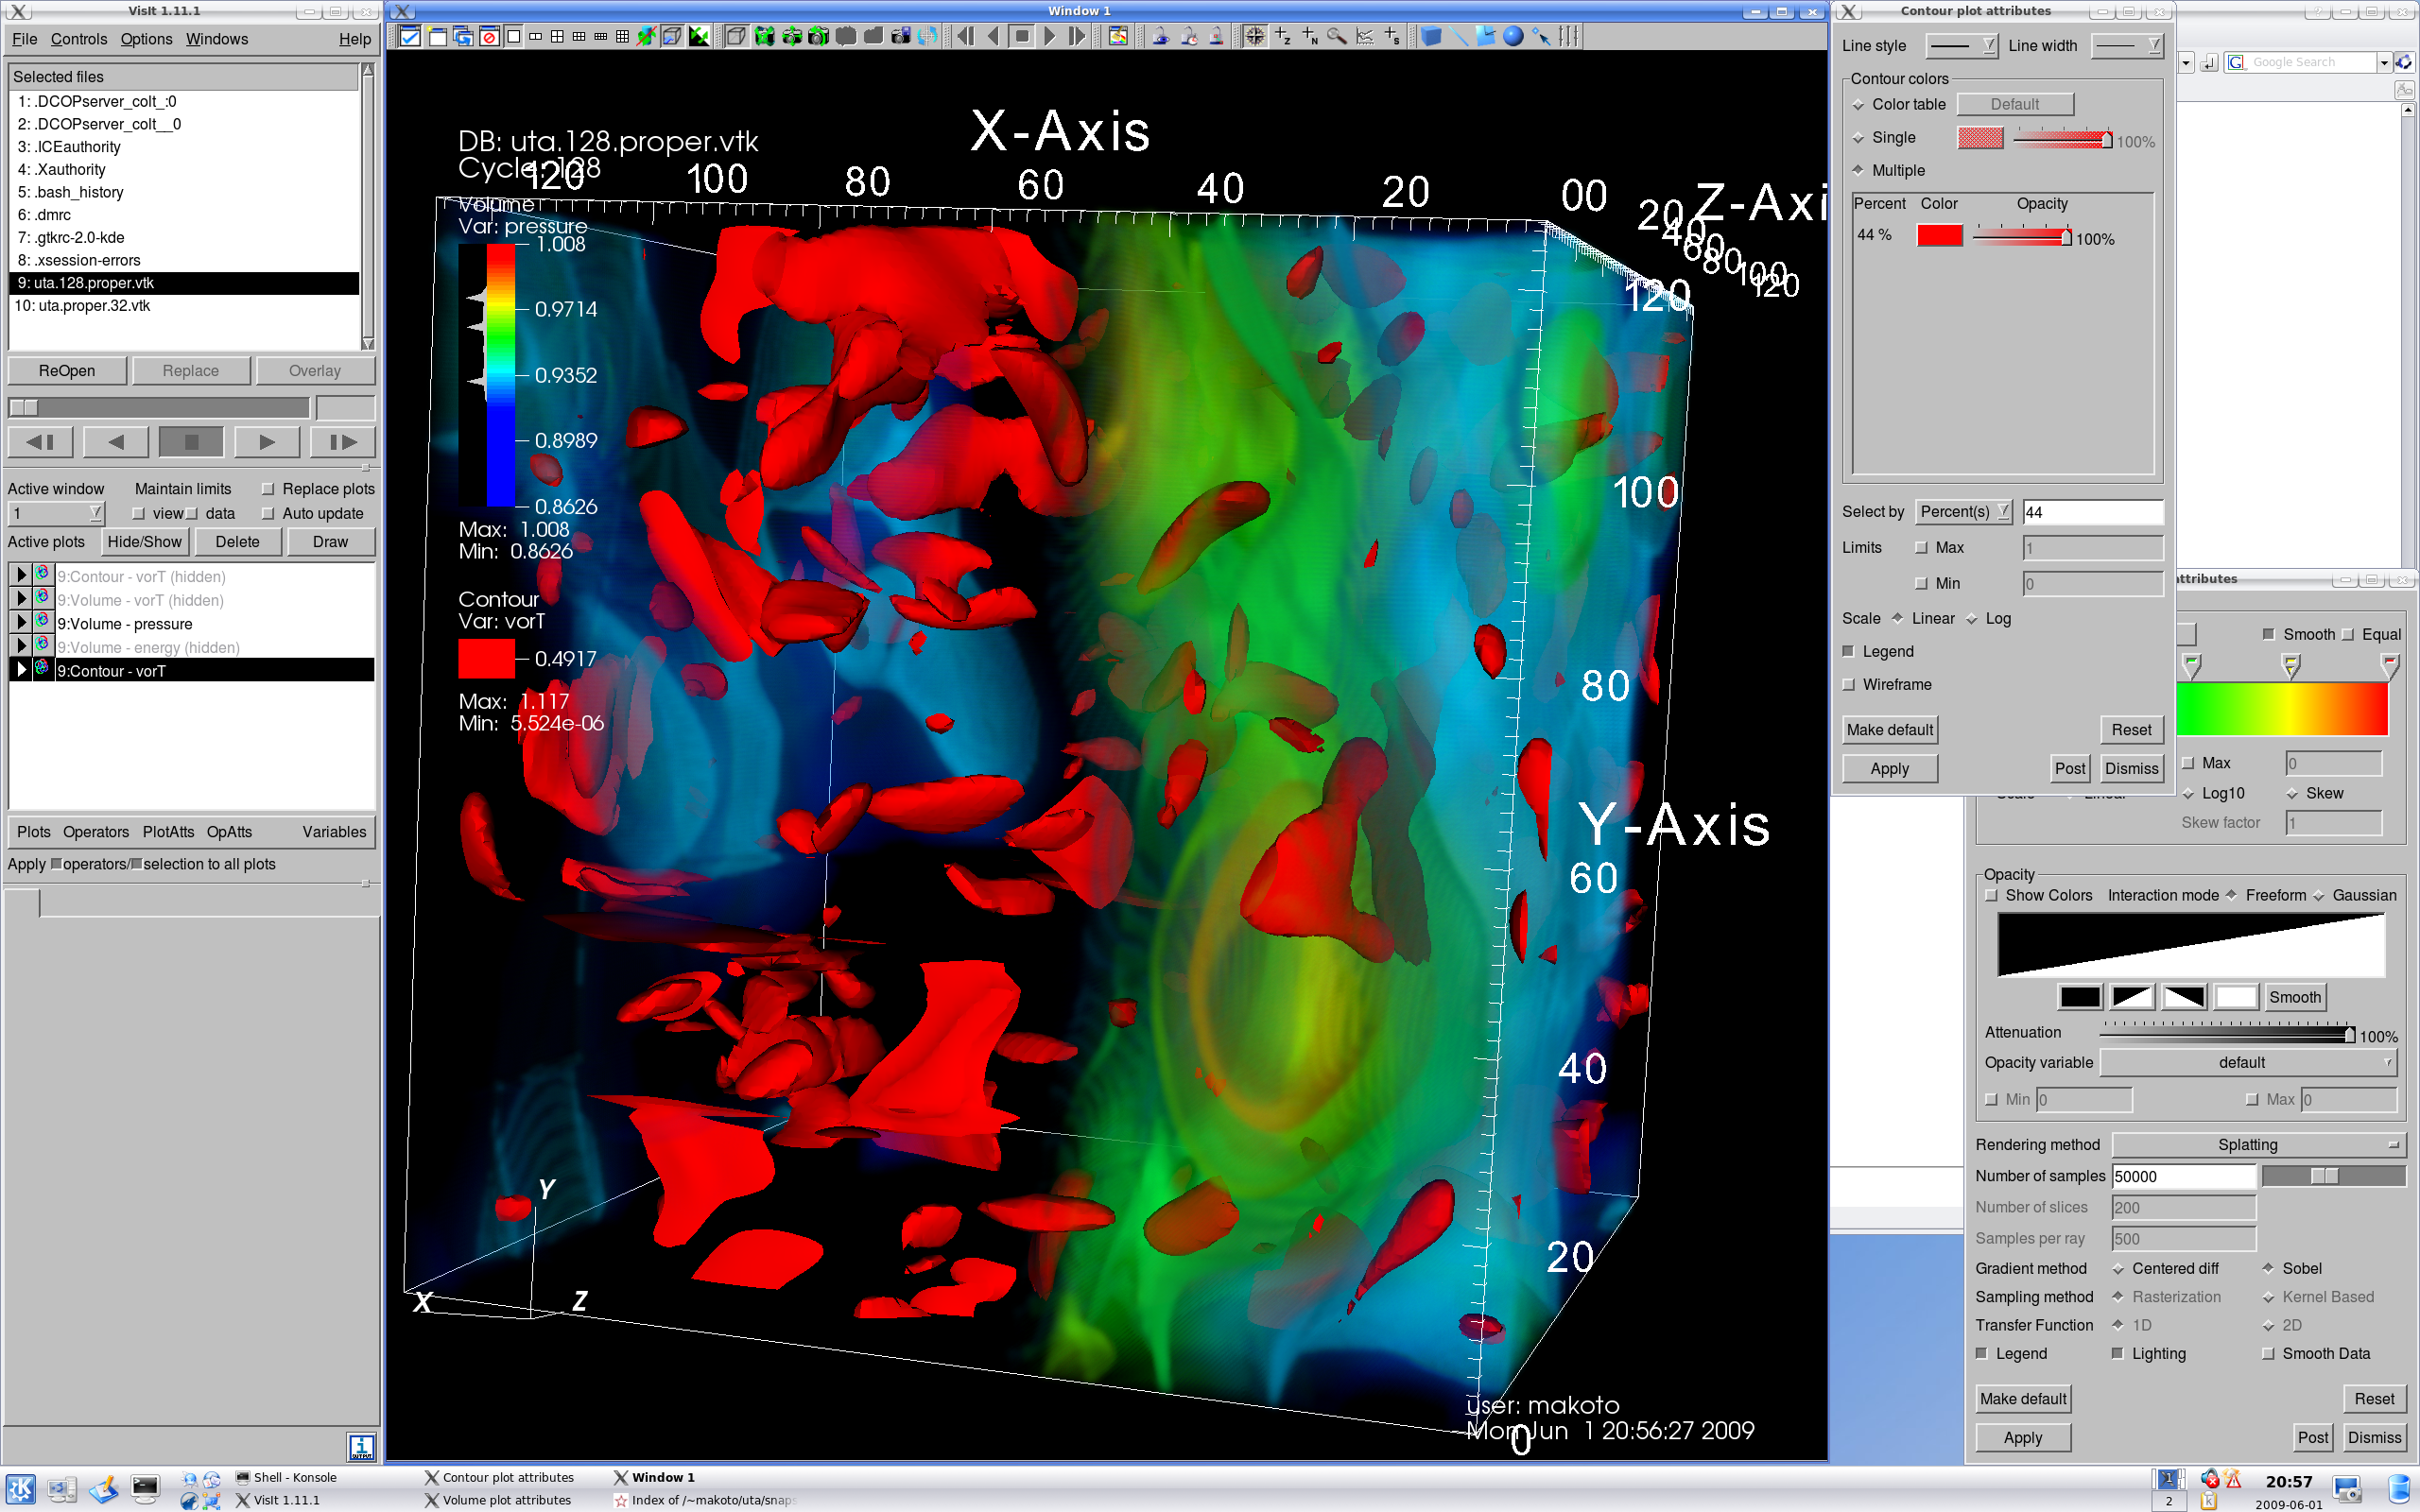 VisIt 1.11.1
File Controls Options Windows Help
Selected files
1: .DCOPserver_colt_:0
2: .DCOPserver_colt__0
3: .ICEauthority
4: .Xauthority
5: .bash_history
6: .dmrc
7: .gtkrc-2.0-kde
8: .xsession-errors
9: uta.128.proper.vtk
10: uta.proper.32.vtk
ReOpen Replace Overlay
Active window Maintain limits Replace plots
1 view data Auto update
Active plots Hide/Show Delete Draw
9:Contour - vorT (hidden)
9:Volume - vorT (hidden)
9:Volume - pressure
9:Volume - energy (hidden)
9:Contour - vorT
Plots Operators PlotAtts OpAtts Variables
Apply operators/ selection to all plots
Window 1
DB: uta.128.proper.vtk
Cycle: 128
X-Axis
120 100 80 60 40 20 00
Z-Axi
20 40 60 80 100 120
Volume
Var: pressure
1.008
0.9714
0.9352
0.8989
0.8626
Max: 1.008
Min: 0.8626
Contour
Var: vorT
0.4917
Max: 1.117
Min: 5.524e-06
120
100
80
Y-Axis
60
40
20
0
Y
X Z
user: makoto
Mon Jun 1 20:56:27 2009
Contour plot attributes
Line style Line width
Contour colors
Color table Default
Single 100%
Multiple
Percent Color Opacity
44 % 100%
Select by Percent(s) 44
Limits Max 1
Min 0
Scale Linear Log
Legend
Wireframe
Make default Reset
Apply Post Dismiss
Google Search
ttributes
Smooth Equal
Max 0
Log10 Skew
Skew factor 1
Opacity
Show Colors Interaction mode Freeform Gaussian
Smooth
Attenuation 100%
Opacity variable default
Min 0 Max 0
Rendering method Splatting
Number of samples 50000
Number of slices 200
Samples per ray 500
Gradient method Centered diff Sobel
Sampling method Rasterization Kernel Based
Transfer Function 1D 2D
Legend Lighting Smooth Data
Make default Reset
Apply Post Dismiss
Shell - Konsole Contour plot attributes Window 1
VisIt 1.11.1 Volume plot attributes Index of /~makoto/uta/snaps
1
2
20:57
2009-06-01